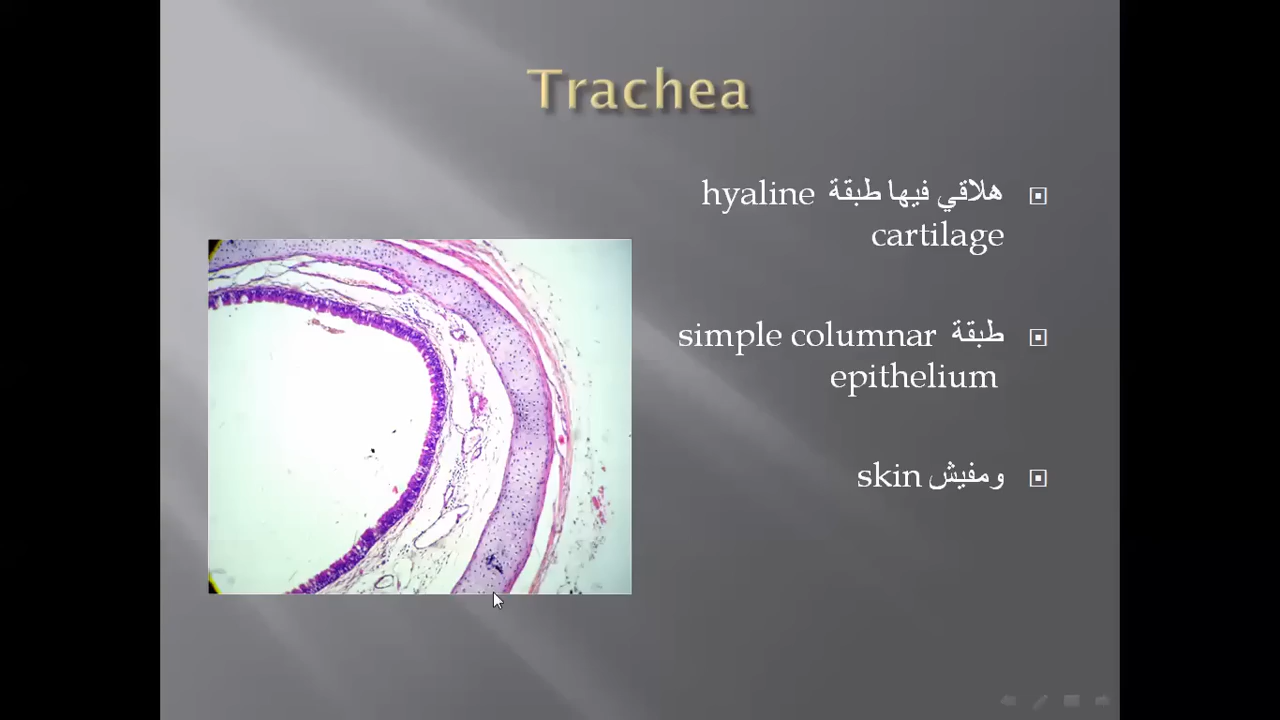 Trachea
هلاقي فيها طبقة hyaline
cartilage
طبقة simple columnar
epithelium
ومفيش skin